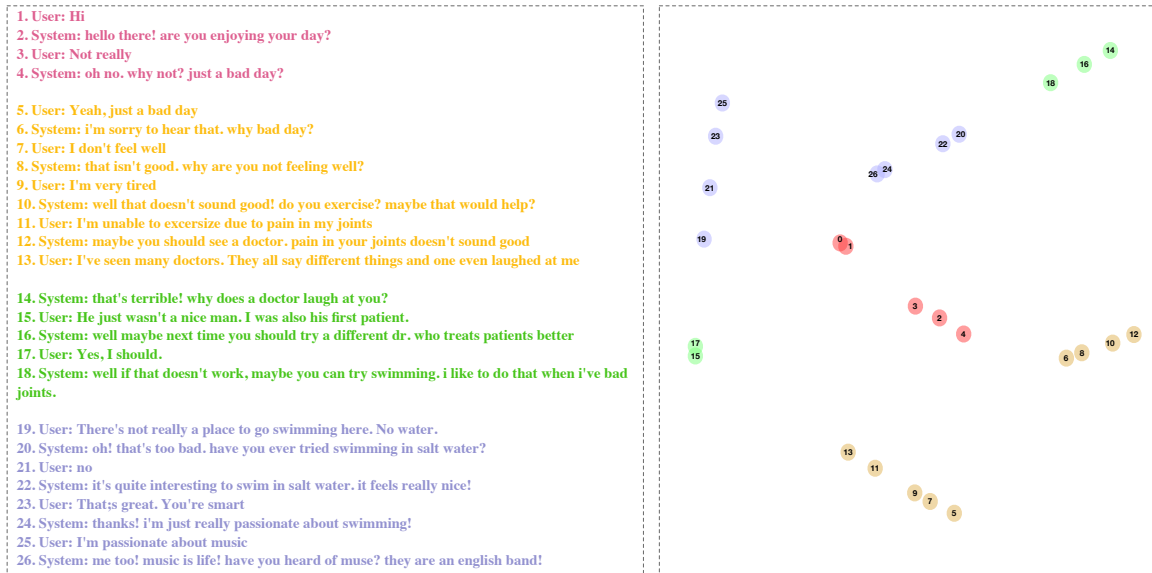 1. User: Hi
2. System: hello there! are you enjoying your day?
3. User: Not really
4. System: oh no. why not? just a bad day?
5. User: Yeah, just a bad day
6. System: i'm sorry to hear that. why bad day?
7. User: I don't feel well
8. System: that isn't good. why are you not feeling well?
9. User: I'm very tired
10. System: well that doesn't sound good! do you exercise? maybe that would help?
11. User: I'm unable to excersize due to pain in my joints
12. System: maybe you should see a doctor. pain in your joints doesn't sound good
13. User: I've seen many doctors. They all say different things and one even laughed at me
14. System: that's terrible! why does a doctor laugh at you?
15. User: He just wasn't a nice man. I was also his first patient.
16. System: well maybe next time you should try a different dr. who treats patients better
17. User: Yes, I should.
18. System: well if that doesn't work, maybe you can try swimming. i like to do that when i've bad
joints.
19. User: There's not really a place to go swimming here. No water.
20. System: oh! that's too bad. have you ever tried swimming in salt water?
21. User: no
22. System: it's quite interesting to swim in salt water. it feels really nice!
23. User: That;s great. You're smart
24. System: thanks! i'm just really passionate about swimming!
25. User: I'm passionate about music
26. System: me too! music is life! have you heard of muse? they are an english band!
14
16
18
25
20
23
22
24
26
21
19
0
1
3
2
4
12
17
10
15
8
6
13
11
9
7
5